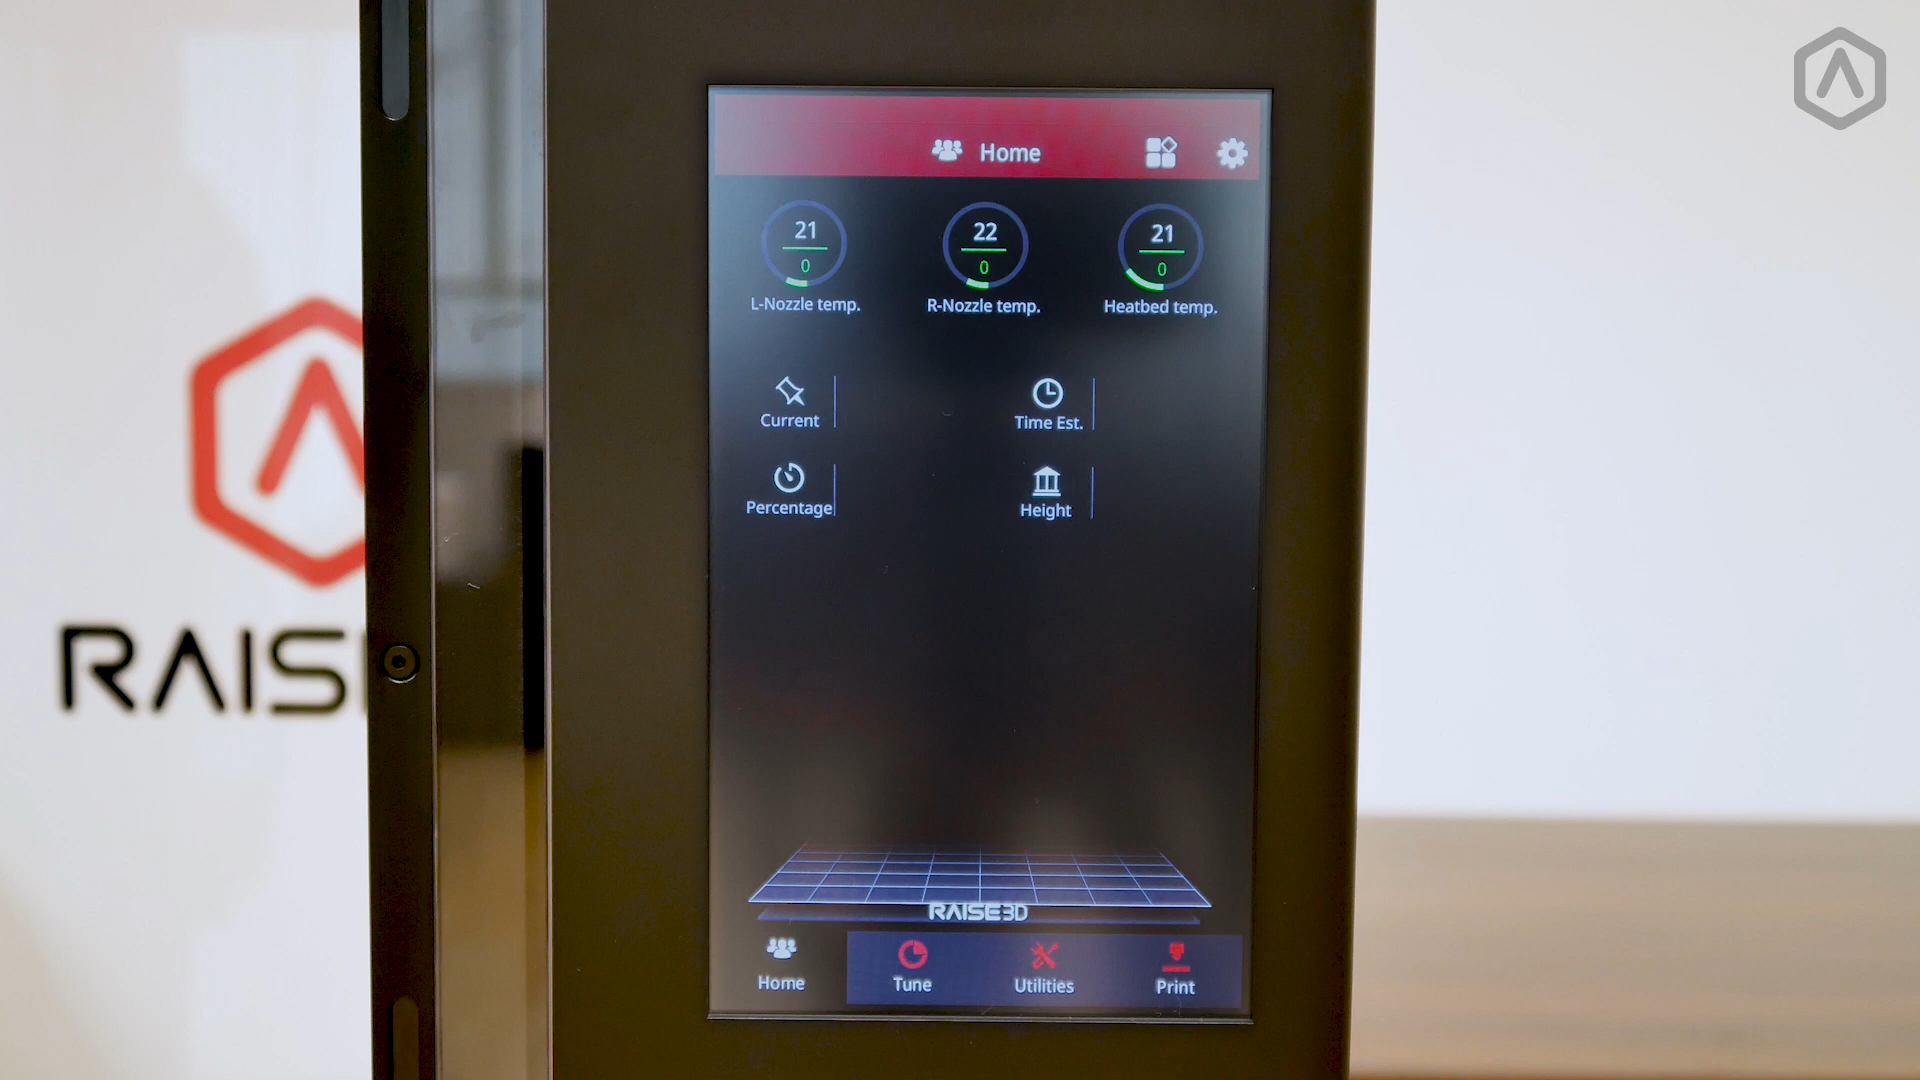 Home
21
0
L-Nozzle temp.
22
0
R-Nozzle temp.
21
0
Heatbed temp.
Current
Time Est.
Percentage
Height
RAISE3D
Home
Tune
Utilities
Print
RAIS